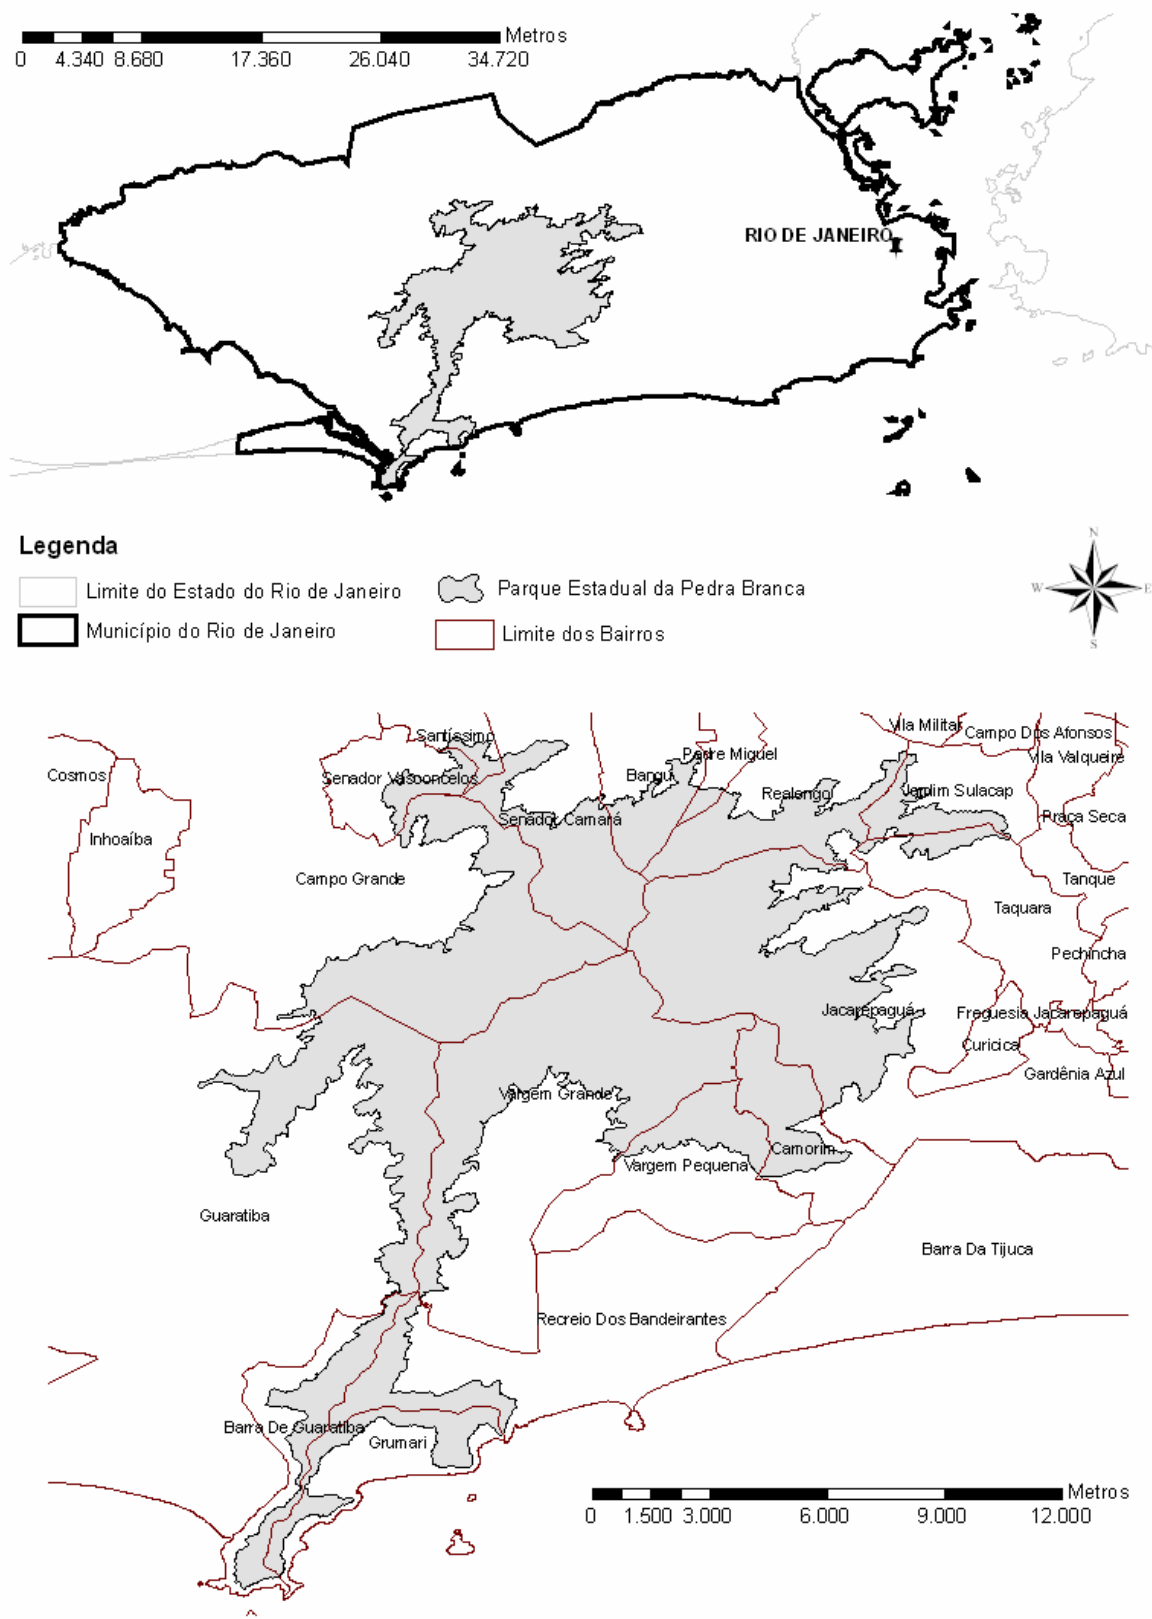 Metros
0 4.340 8.680 17.360 26.040 34.720
RIO DE JANEIRO
Legenda
Limite do Estado do Rio de Janeiro
Parque Estadual da Pedra Branca
Município do Rio de Janeiro
Limite dos Bairros
N
W
E
S
Santíssimo
Vila Militar
Campo Dos Afonsos
Padre Miguel
Vila Valqueire
Cosmos
Senador Vasconcelos
Bangu
Realengo
Jardim Sulacap
Senador Camará
Praça Seca
Inhoaíba
Campo Grande
Tanque
Taquara
Pechincha
Jacarepaguá
Freguesia Jacarepaguá
Curicica
Gardênia Azul
Vargem Grande
Camorim
Vargem Pequena
Guaratiba
Barra Da Tijuca
Recreio Dos Bandeirantes
Barra De Guaratiba
Grumari
Metros
0 1.500 3.000 6.000 9.000 12.000